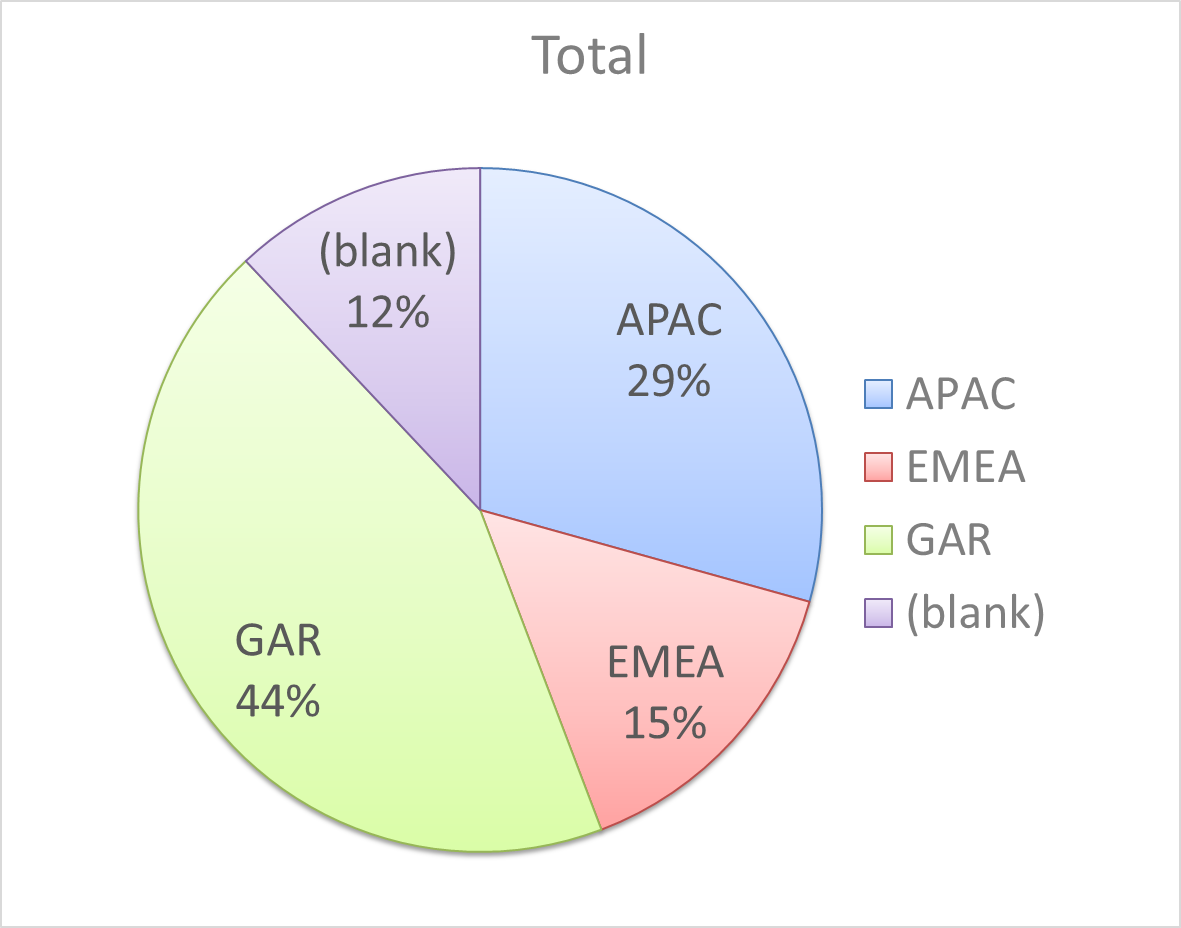 Total
(blank)
12%
APAC
29%
GAR
44%
EMEA
15%
APAC
EMEA
GAR
(blank)